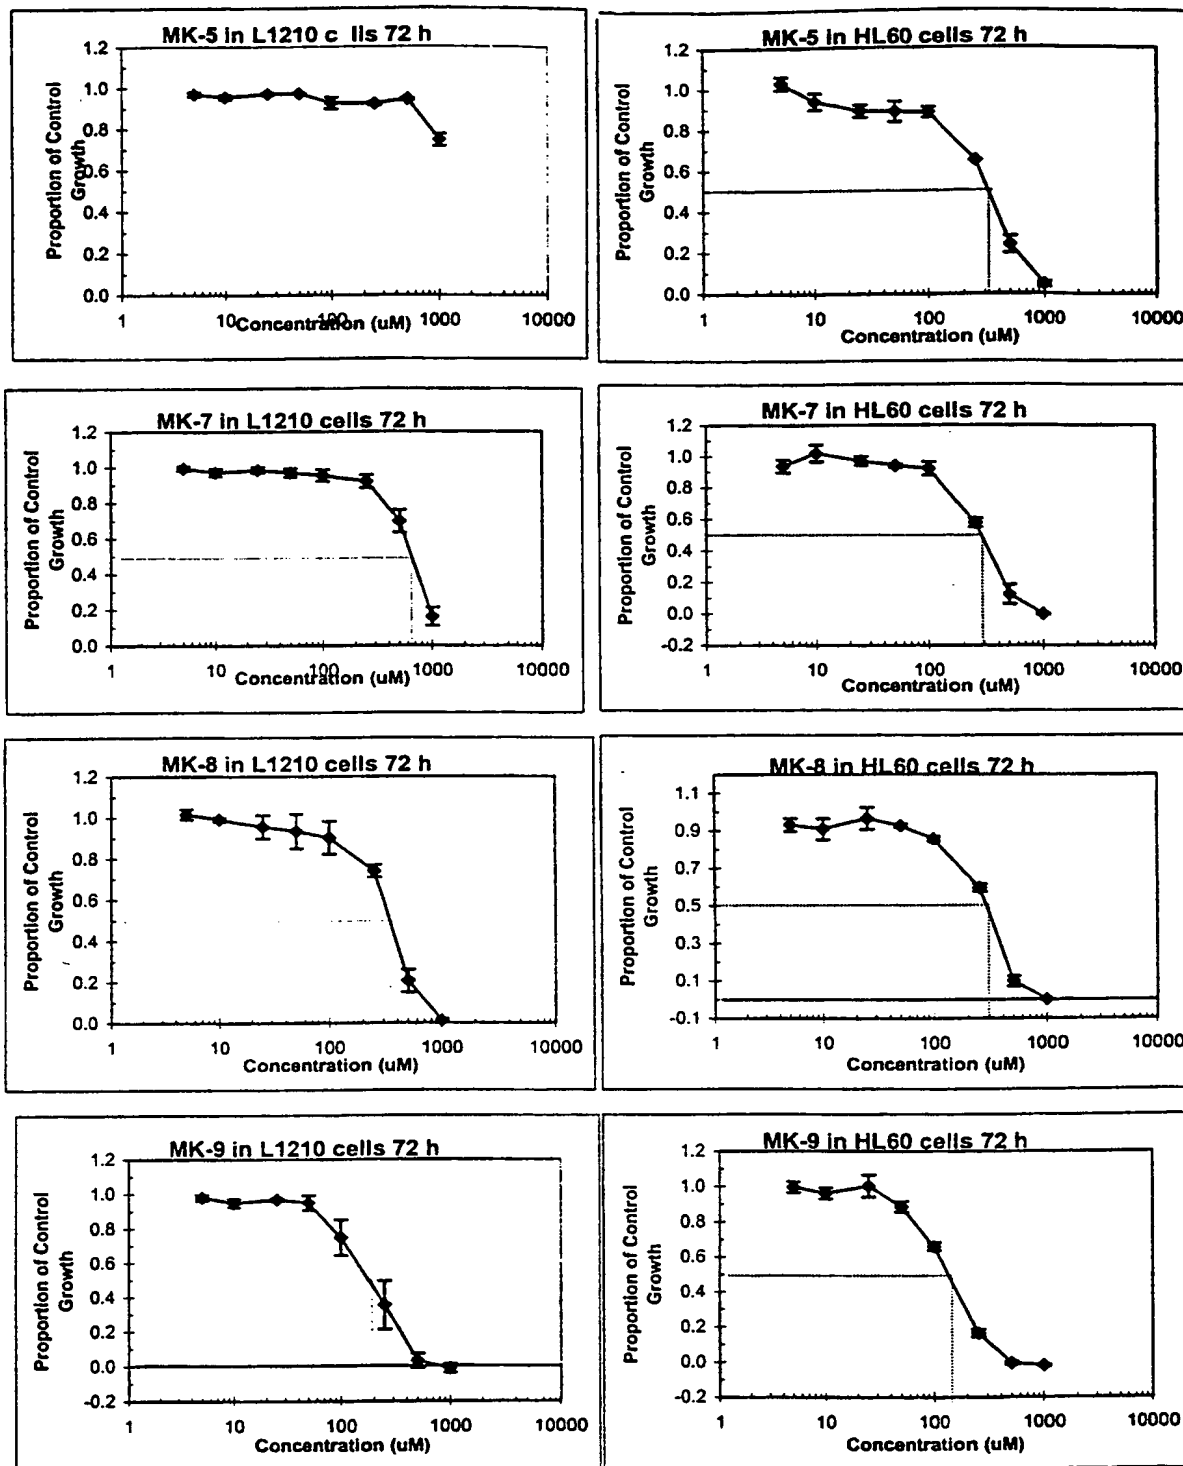 MK-5 in L1210 c lls 72 h
Proportion of Control
Growth
1.2
1.0
0.8
0.6
0.4
0.2
0.0
1 10 100 1000 10000
Concentration (uM)
MK-5 in HL60 cells 72 h
Proportion of Control
Growth
1.2
1.0
0.8
0.6
0.4
0.2
0.0
1 10 100 1000 10000
Concentration (uM)
MK-7 in L1210 cells 72 h
Proportion of Control
Growth
1.2
1.0
0.8
0.6
0.4
0.2
0.0
1 10 100 1000 10000
Concentration (uM)
MK-7 in HL60 cells 72 h
Proportion of Control
Growth
1.2
1.0
0.8
0.6
0.4
0.2
0.0
-0.2
1 10 100 1000 10000
Concentration (uM)
MK-8 in L1210 cells 72 h
Proportion of Control
Growth
1.2
1.0
0.8
0.6
0.4
0.2
0.0
1 10 100 1000 10000
Concentration (uM)
MK-8 in HL60 cells 72 h
Proportion of Control
Growth
1.1
0.9
0.7
0.5
0.3
0.1
-0.1
1 10 100 1000 10000
Concentration (uM)
MK-9 in L1210 cells 72 h
Proportion of Control
Growth
1.2
1.0
0.8
0.6
0.4
0.2
0.0
-0.2
1 10 100 1000 10000
Concentration (uM)
MK-9 in HL60 cells 72 h
Proportion of Control
Growth
1.2
1.0
0.8
0.6
0.4
0.2
0.0
-0.2
1 10 100 1000 10000
Concentration (uM)